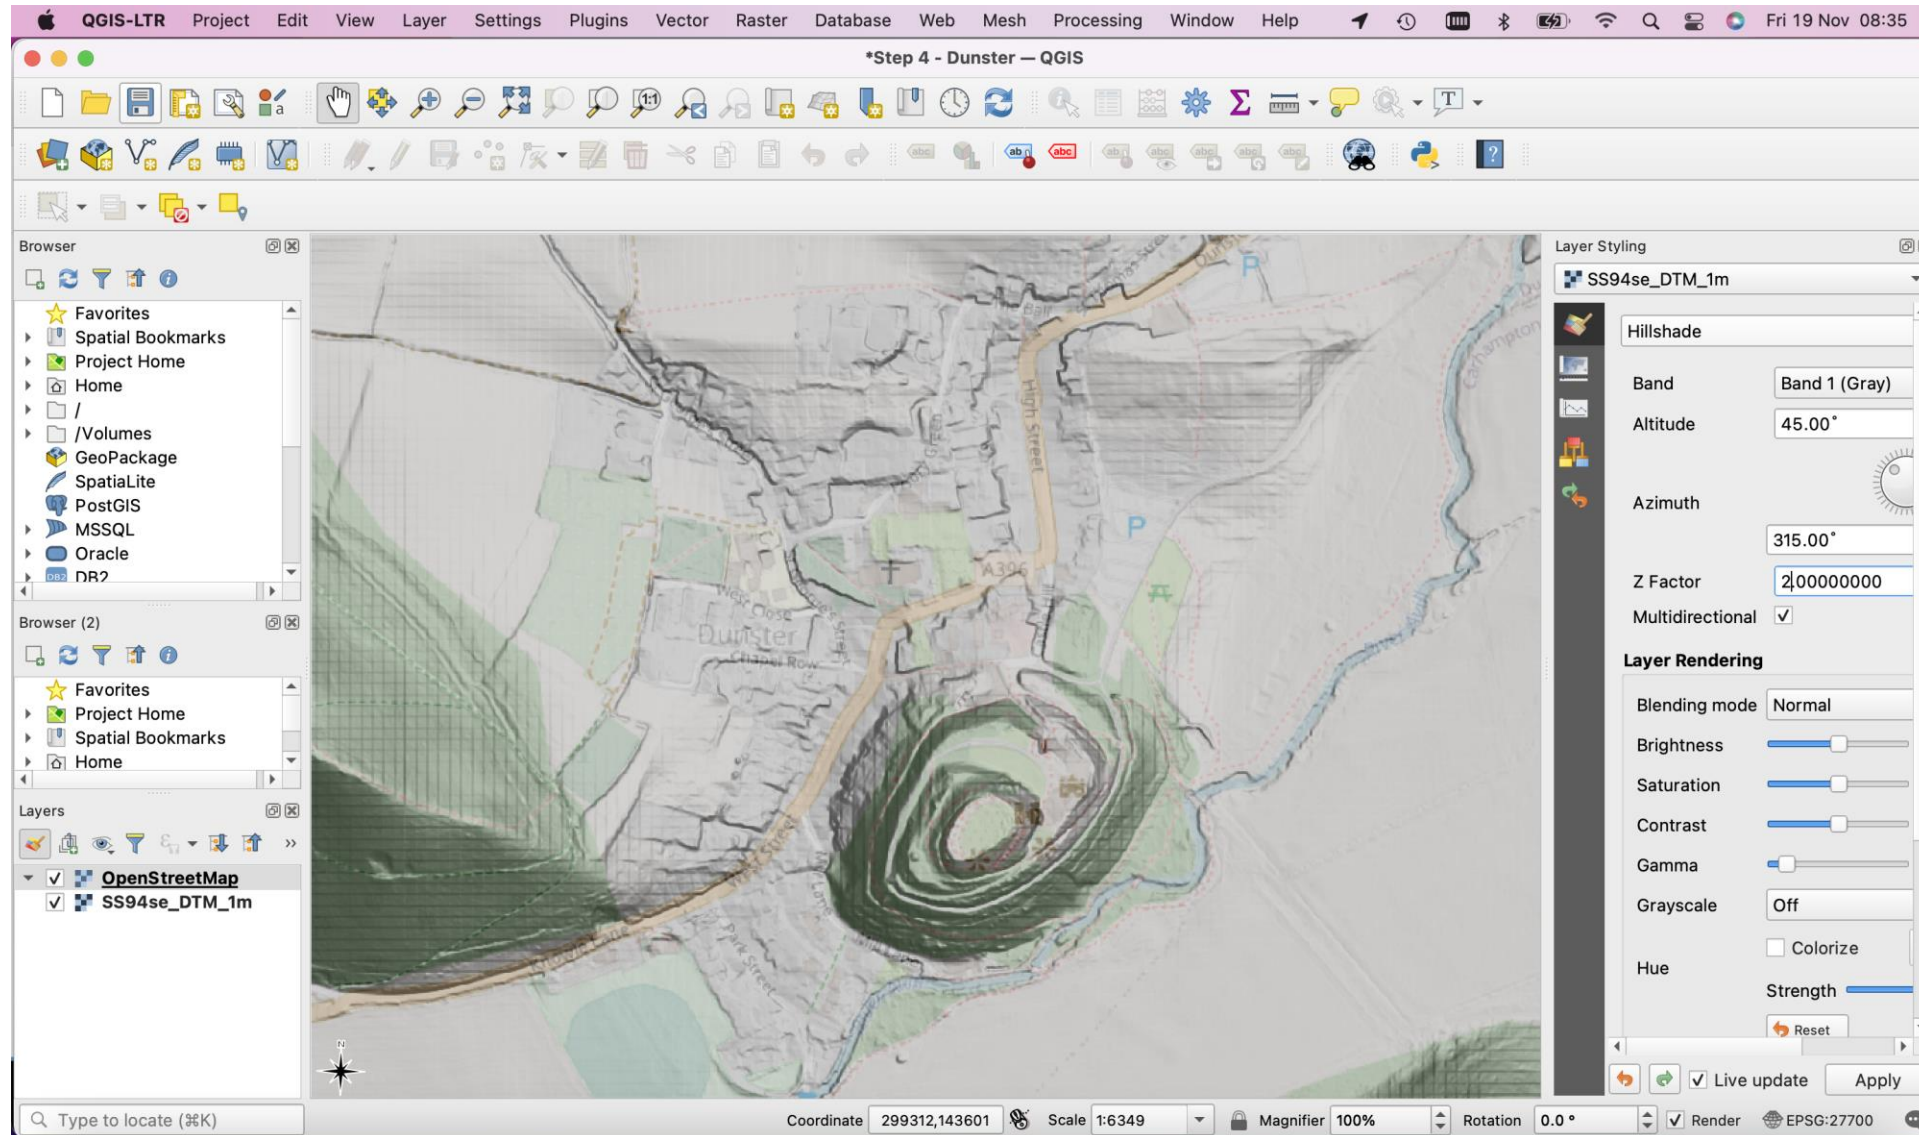 QGIS-LTR Project Edit View Layer Settings Plugins Vector Raster Database Web Mesh Processing Window Help Fri 19 Nov 08:35
*Step 4 - Dunster — QGIS
Browser
Favorites
Spatial Bookmarks
Project Home
Home
/
/Volumes
GeoPackage
SpatiaLite
PostGIS
MSSQL
Oracle
DB2
Browser (2)
Favorites
Project Home
Spatial Bookmarks
Home
Layers
OpenStreetMap
SS94se_DTM_1m
Type to locate (⌘K)
The Ball
High Street
Carhampton
P
P
A396
West Close
Dunster
Chapel Row
Park Street
N
Layer Styling
SS94se_DTM_1m
Hillshade
Band Band 1 (Gray)
Altitude 45.00°
Azimuth
315.00°
Z Factor 2.00000000
Multidirectional
Layer Rendering
Blending mode Normal
Brightness
Saturation
Contrast
Gamma
Grayscale Off
Colorize
Hue
Strength
Reset
Live update Apply
Coordinate 299312,143601 Scale 1:6349 Magnifier 100% Rotation 0.0 ° Render EPSG:27700